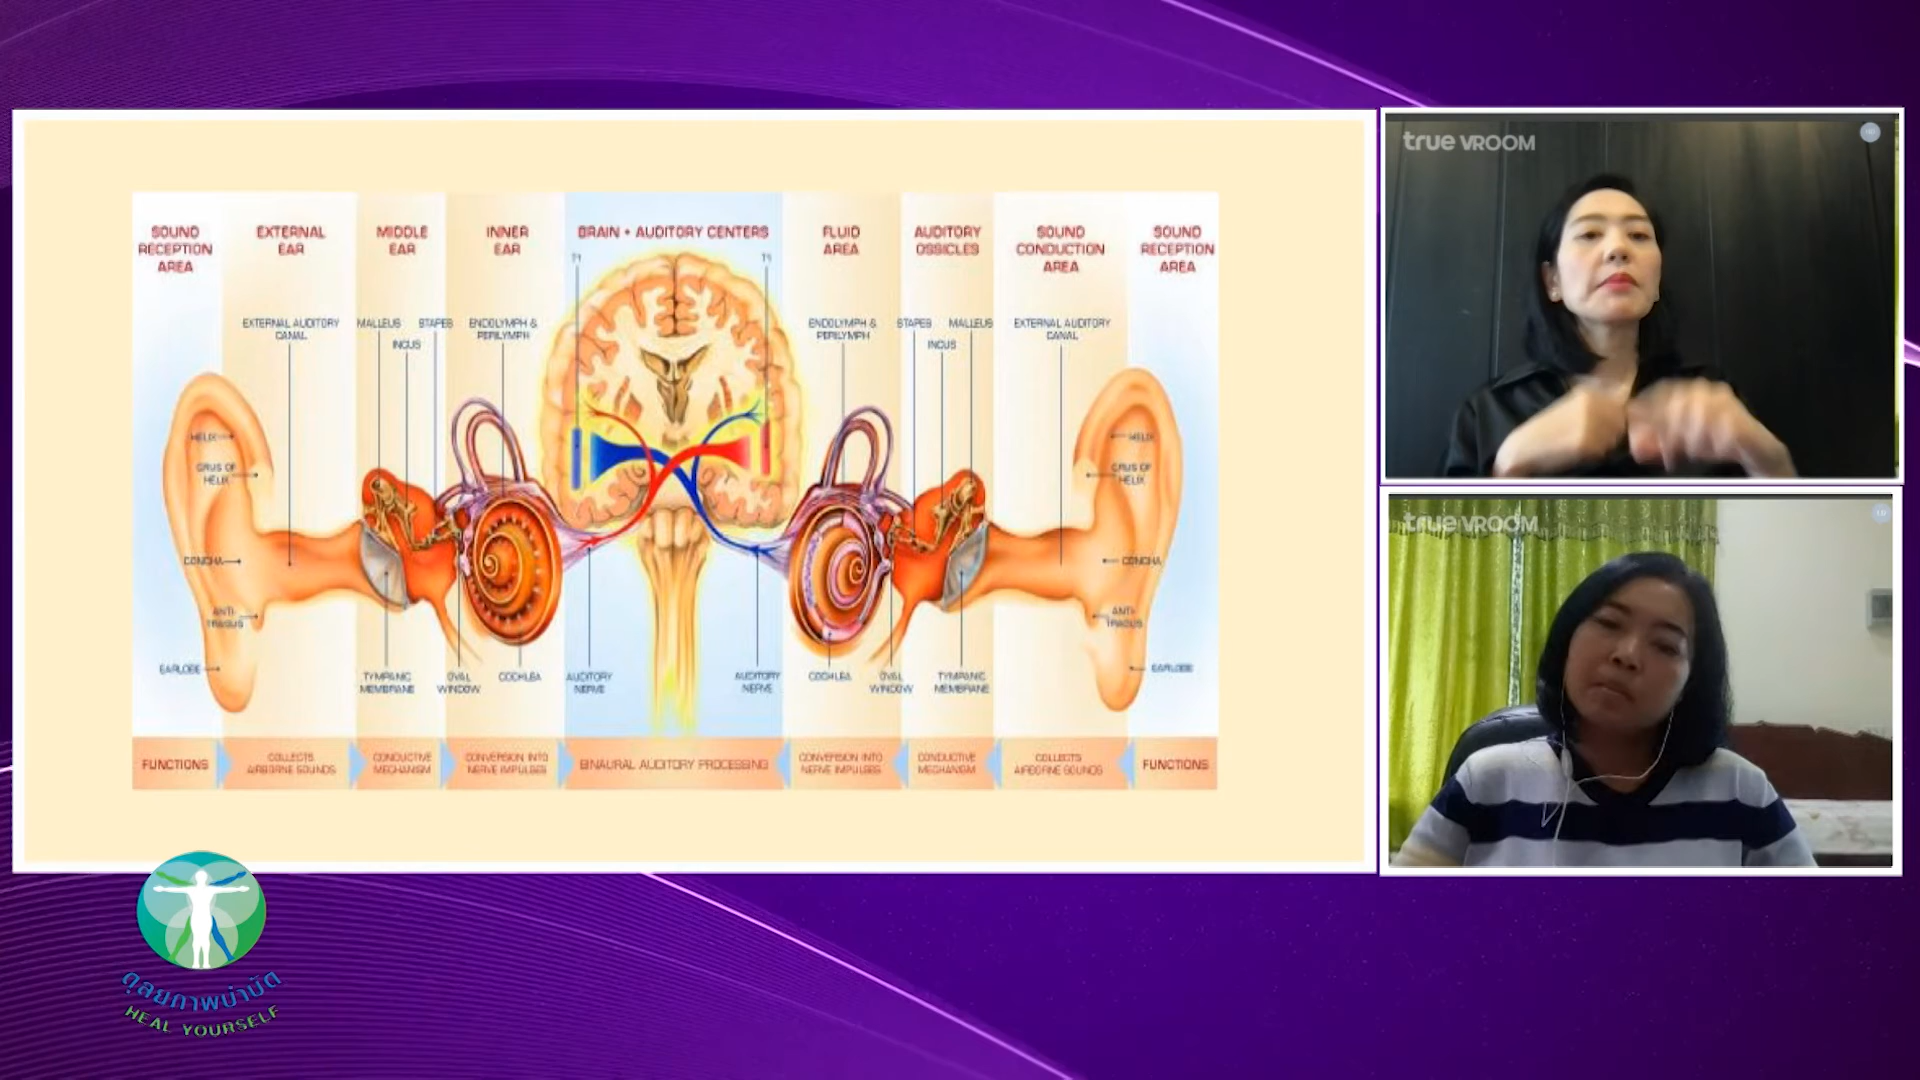 SOUND
RECEPTION
AREA
EXTERNAL
EAR
MIDDLE
EAR
INNER
EAR
BRAIN • AUDITORY CENTERS
FLUID
AREA
AUDITORY
OSSICLES
SOUND
CONDUCTION
AREA
SOUND
RECEPTION
AREA
EXTERNAL AUDITORY
CANAL
MALLEUS
STAPES
INCUS
ENDOLYMPH &
PERILYMPH
ENDOLYMPH &
PERILYMPH
STAPES
MALLEUS
INCUS
EXTERNAL AUDITORY
CANAL
HELIX
CRUS OF
HELIX
CONCHA
ANTI-
TRAGUS
EARLOBE
HELIX
CRUS OF
HELIX
CONCHA
ANTI-
TRAGUS
EARLOBE
TYMPANIC
MEMBRANE
OVAL
WINDOW
COCHLEA
AUDITORY
NERVE
AUDITORY
NERVE
COCHLEA
OVAL
WINDOW
TYMPANIC
MEMBRANE
FUNCTIONS
COLLECTS
AIRBORNE SOUNDS
CONDUCTIVE
MECHANISM
CONVERSION INTO
NERVE IMPULSES
BINAURAL AUDITORY PROCESSING
CONVERSION INTO
NERVE IMPULSES
CONDUCTIVE
MECHANISM
COLLECTS
AIRBORNE SOUNDS
FUNCTIONS
true VROOM
true VROOM
ดุลยภาพบำบัด
HEAL YOURSELF